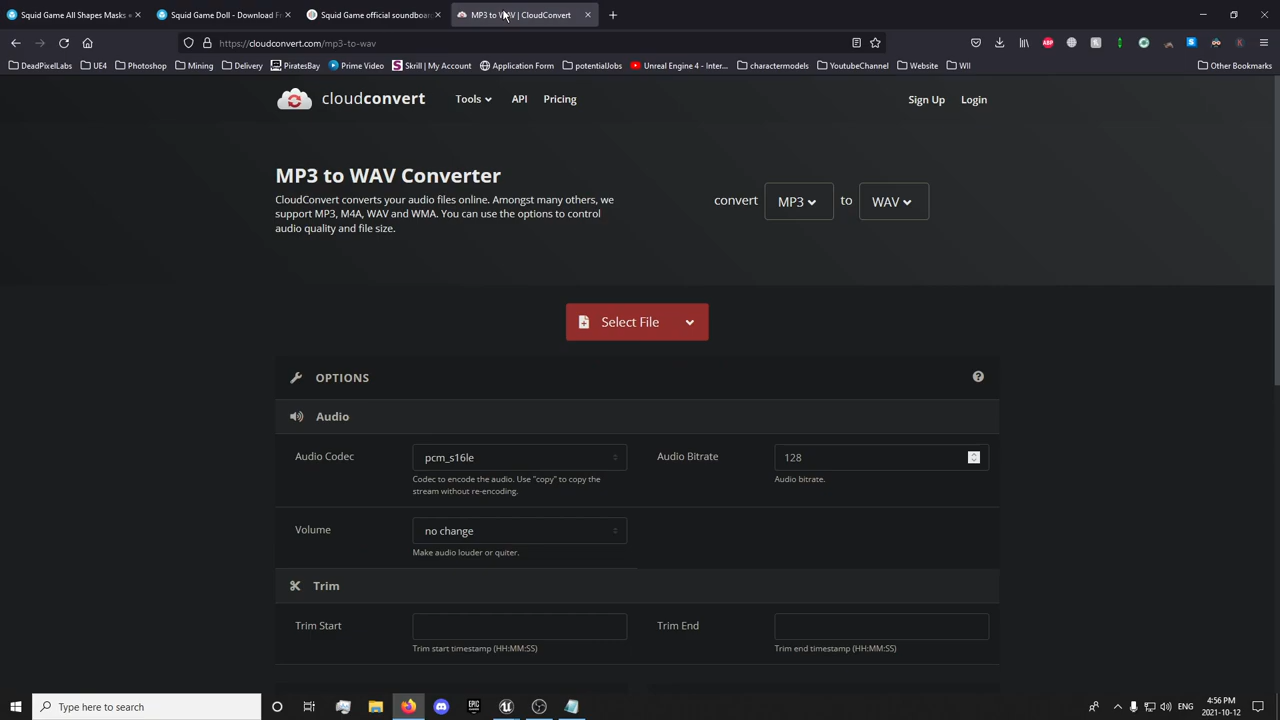 Squid Game All Shapes Masks
Squid Game Doll - Download F
Squid Game official soundboar
MP3 to WAV | CloudConvert
https://cloudconvert.com/mp3-to-wav
DeadPixelLabs
UE4
Photoshop
Mining
Delivery
PiratesBay
Prime Video
Skrill | My Account
Application Form
potentialJobs
Unreal Engine 4 - Inter...
charactermodels
YoutubeChannel
Website
WII
Other Bookmarks
cloudconvert
Tools
API
Pricing
Sign Up
Login
MP3 to WAV Converter
CloudConvert converts your audio files online. Amongst many others, we
support MP3, M4A, WAV and WMA. You can use the options to control
audio quality and file size.
convert MP3 to WAV
Select File
OPTIONS
Audio
Audio Codec
pcm_s16le
Codec to encode the audio. Use "copy" to copy the
stream without re-encoding.
Audio Bitrate
128
Audio bitrate.
Volume
no change
Make audio louder or quiter.
Trim
Trim Start
Trim start timestamp (HH:MM:SS)
Trim End
Trim end timestamp (HH:MM:SS)
Type here to search
EPIC
ENG
4:56 PM
2021-10-12